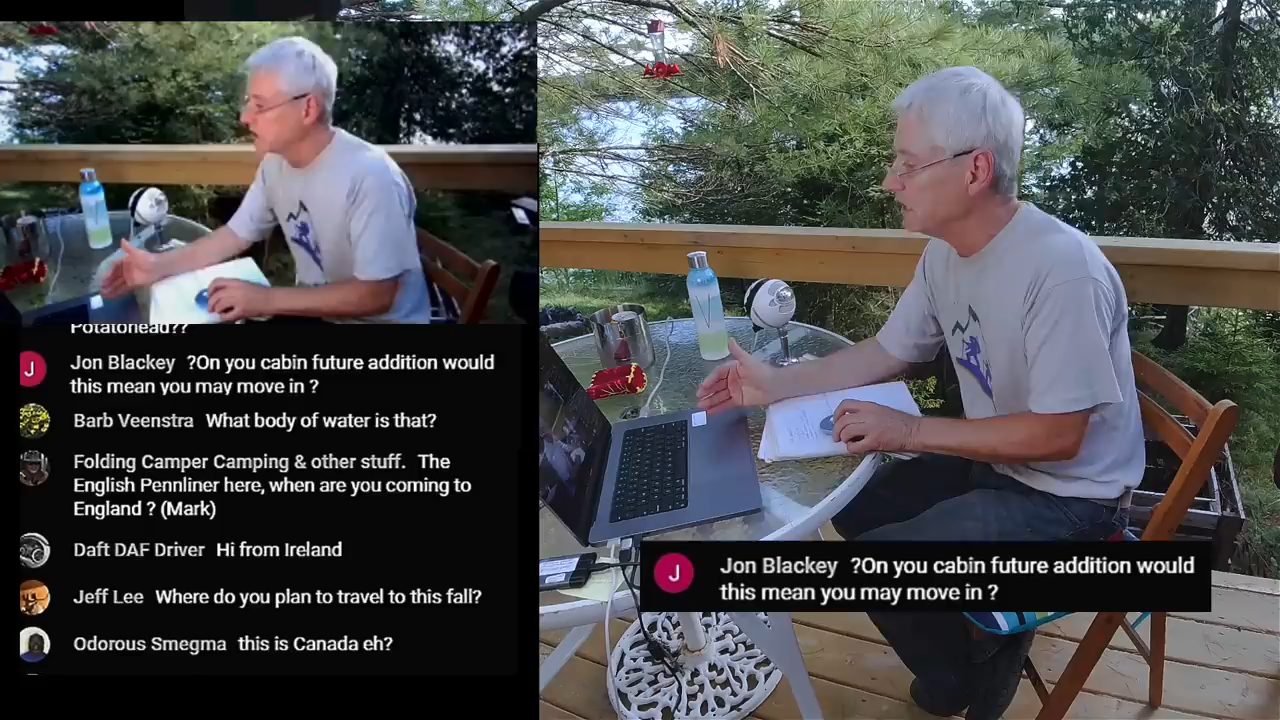 Potatohead??
Jon Blackey ?On you cabin future addition would
this mean you may move in ?
Barb Veenstra What body of water is that?
Folding Camper Camping & other stuff. The
English Pennliner here, when are you coming to
England ? (Mark)
Daft DAF Driver Hi from Ireland
Jeff Lee Where do you plan to travel to this fall?
Odorous Smegma this is Canada eh?
J
J
Jon Blackey ?On you cabin future addition would
this mean you may move in ?